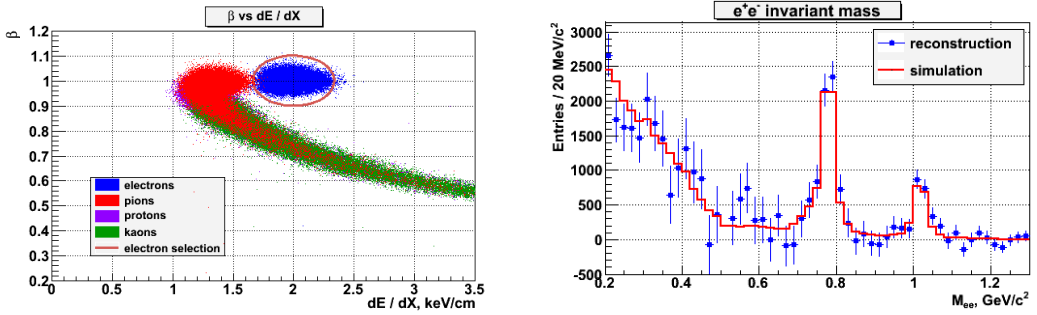 β vs dE / dX
β
1.2
1.1
1
0.9
0.8
0.7
0.6
0.5
0.4
0.3
0.2
electrons
pions
protons
kaons
electron selection
0 0.5 1 1.5 2 2.5 3 3.5
dE / dX, keV/cm
e⁺e⁻ invariant mass
Entries / 20 MeV/c²
3000
2500
2000
1500
1000
500
0
-500
reconstruction
simulation
0.2 0.4 0.6 0.8 1 1.2
Mₑₑ, GeV/c²